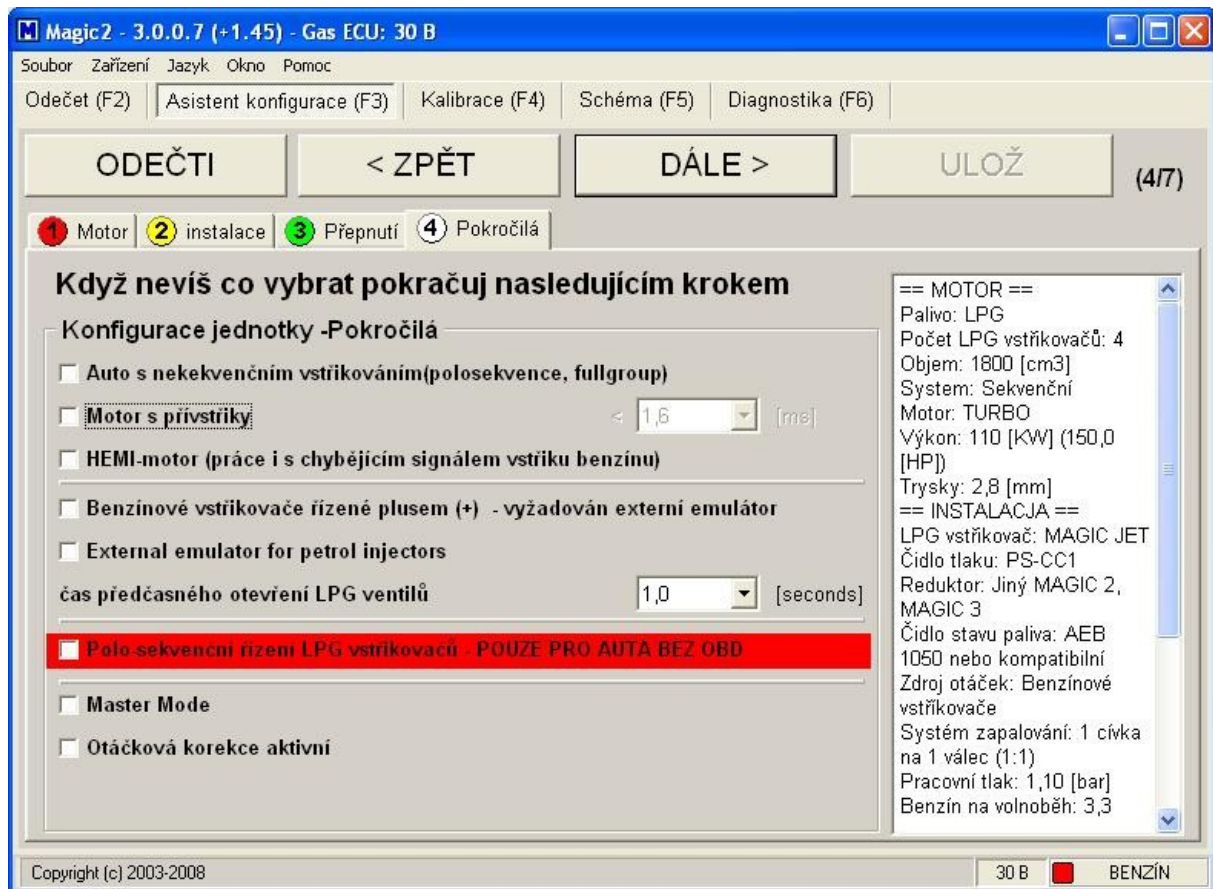 Magic2 - 3.0.0.7 (+1.45) - Gas ECU: 30 B
Soubor Zařízení Jazyk Okno Pomoc
Odečet (F2) Asistent konfigurace (F3) Kalibrace (F4) Schéma (F5) Diagnostika (F6)
ODEČTI < ZPĚT DÁLE > ULOŽ (4/7)
1 Motor 2 instalace 3 Přepnutí 4 Pokročilá
Když nevíš co vybrat pokračuj nasledujícím krokem
Konfigurace jednotky -Pokročilá
Auto s nekekvenčním vstřikováním(polosekvence, fullgroup)
Motor s přívstřiky < 1,6 [ms]
HEMI-motor (práce i s chybějícím signálem vstřiku benzínu)
Benzínové vstřikovače řízené plusem (+) - vyžadován externí emulátor
External emulator for petrol injectors
čas předčasného otevření LPG ventilů 1,0 [seconds]
Polo-sekvenční řízení LPG vstřikovačů - POUZE PRO AUTA BEZ OBD
Master Mode
Otáčková korekce aktivní
== MOTOR ==
Palivo: LPG
Počet LPG vstřikovačů: 4
Objem: 1800 [cm3]
System: Sekvenční
Motor: TURBO
Výkon: 110 [KW] (150,0
[HP])
Trysky: 2,8 [mm]
== INSTALACJA ==
LPG vstřikovač: MAGIC JET
Čidlo tlaku: PS-CC1
Reduktor: Jiný MAGIC 2,
MAGIC 3
Čidlo stavu paliva: AEB
1050 nebo kompatibilní
Zdroj otáček: Benzínové
vstřikovače
Systém zapalování: 1 cívka
na 1 válec (1:1)
Pracovní tlak: 1,10 [bar]
Benzín na volnoběh: 3,3
Copyright (c) 2003-2008 30 B BENZÍN